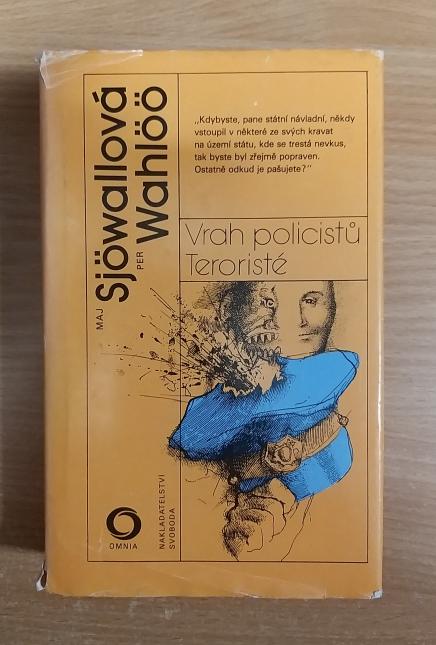 MAJ
Sjöwallová
PER
Wahlöö
„Kdybyste, pane státní návladní, někdy
vstoupil v některé ze svých kravat
na území státu, kde se trestá nevkus,
tak byste byl zřejmě popraven.
Ostatně odkud je pašujete?"
Vrah policistů
Teroristé
OMNIA
NAKLADATELSTVÍ
SVOBODA